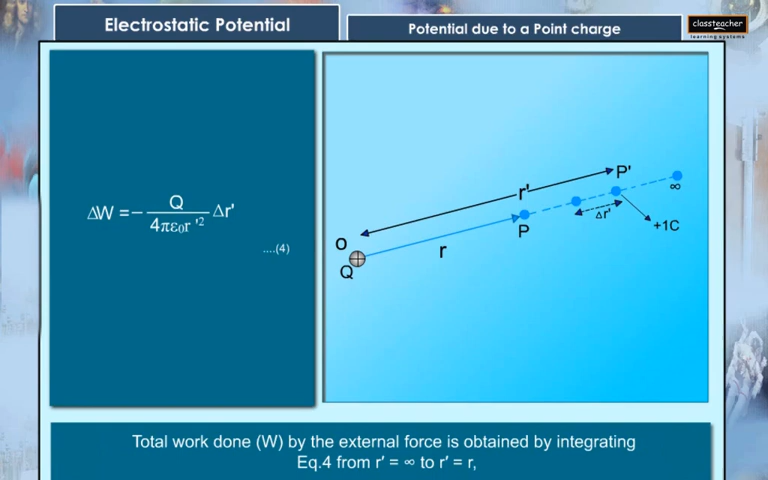 Electrostatic Potential
Potential due to a Point charge
classteacher
learning systems
ΔW = - Q / 4πε₀r'² Δr'
....(4)
P'
r'
∞
Δr'
+1C
P
O
r
Q
Total work done (W) by the external force is obtained by integrating
Eq.4 from r′ = ∞ to r′ = r,